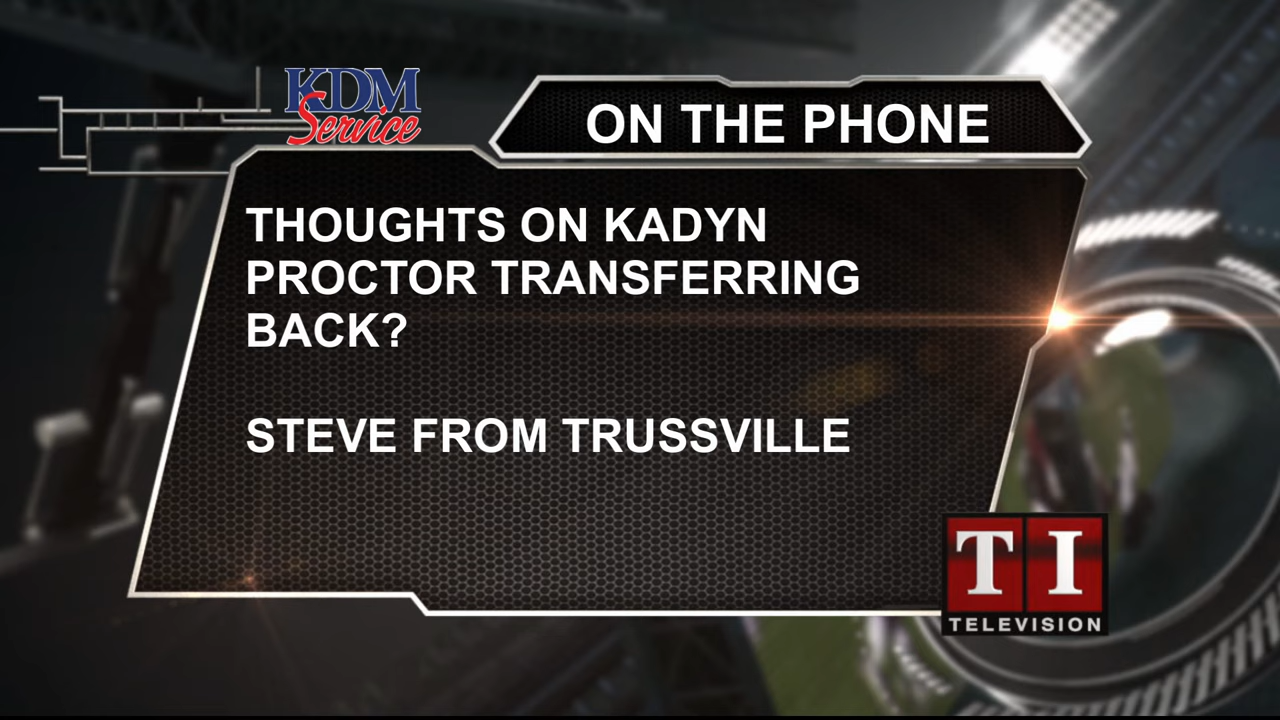 KDM
Service
ON THE PHONE
THOUGHTS ON KADYN
PROCTOR TRANSFERRING
BACK?
STEVE FROM TRUSSVILLE
TI
TELEVISION